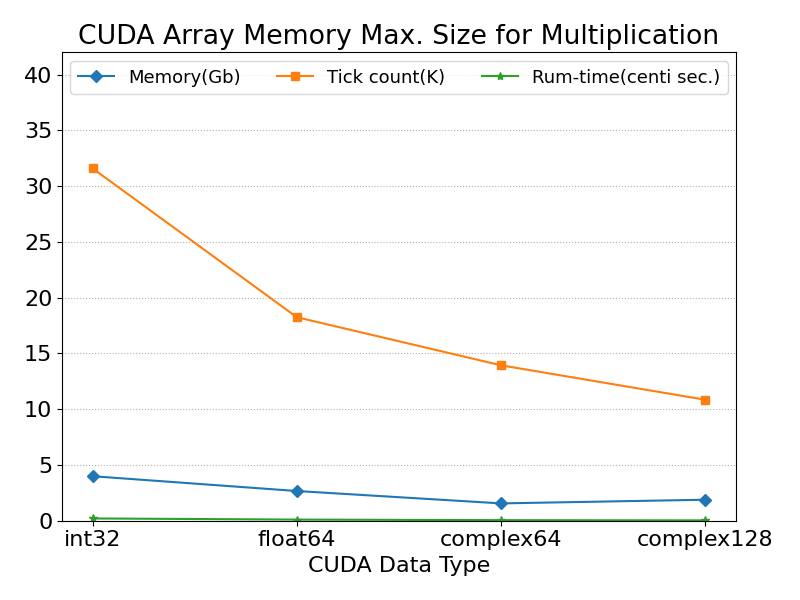 CUDA Array Memory Max. Size for Multiplication
Memory(Gb) Tick count(K) Rum-time(centi sec.)
40
35
30
25
20
15
10
5
0
int32 float64 complex64 complex128
CUDA Data Type